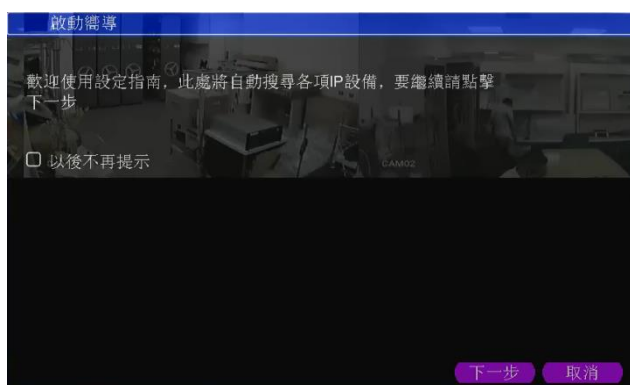 啟動嚮導
歡迎使用設定指南，此處將自動搜尋各項IP設備，要繼續請點擊
下一步
以後不再提示
CAM02
下一步 取消